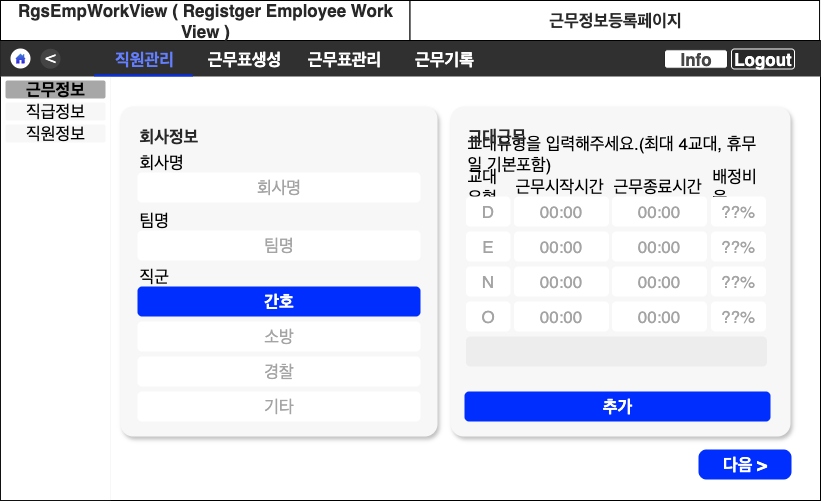 RgsEmpWorkView ( Registger Employee Work
View )
근무정보등록페이지
<
직원관리
근무표생성
근무표관리
근무기록
Info
Logout
근무정보
직급정보
직원정보
회사정보
회사명
회사명
팀명
팀명
직군
간호
소방
경찰
기타
교대근무
교대유형을 입력해주세요.(최대 4교대, 휴무
일 기본포함)
교대
유형
근무시작시간
근무종료시간
배정비
율
D 00:00 00:00 ??%
E 00:00 00:00 ??%
N 00:00 00:00 ??%
O 00:00 00:00 ??%
추가
다음 >